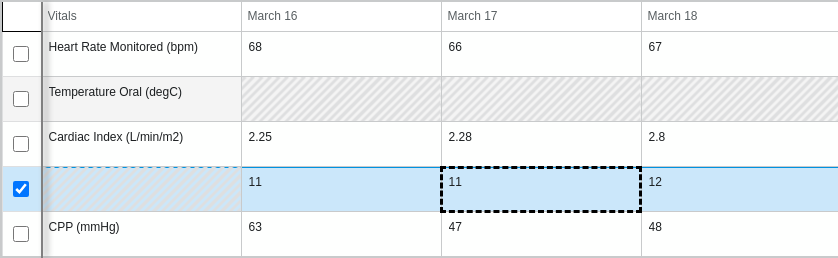 Vitals March 16 March 17 March 18
Heart Rate Monitored (bpm) 68 66 67
Temperature Oral (degC)
Cardiac Index (L/min/m2) 2.25 2.28 2.8
11 11 12
CPP (mmHg) 63 47 48